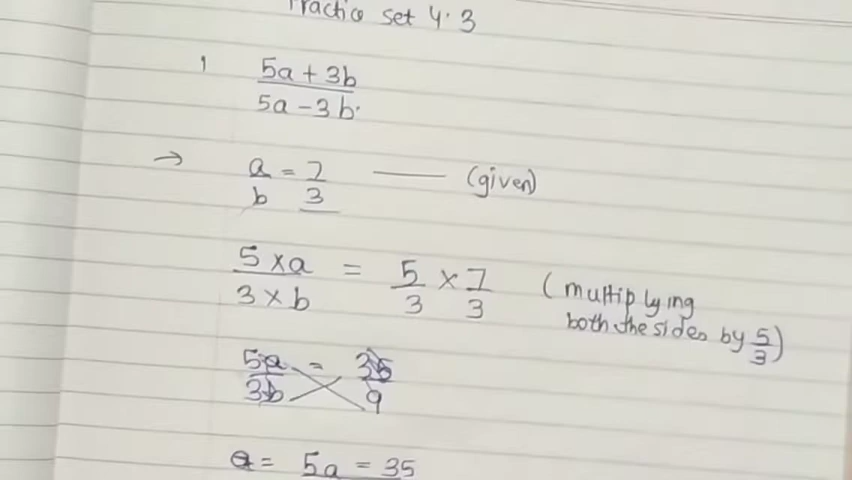 Practice set 4.3
1 5a + 3b
5a - 3b.
→ a = 7 —— (given)
b 3
5 × a = 5 × 7 (multiplying
3 × b 3 3 both the sides by 5/3)
5a = 35
3b 9
a = 5a = 35